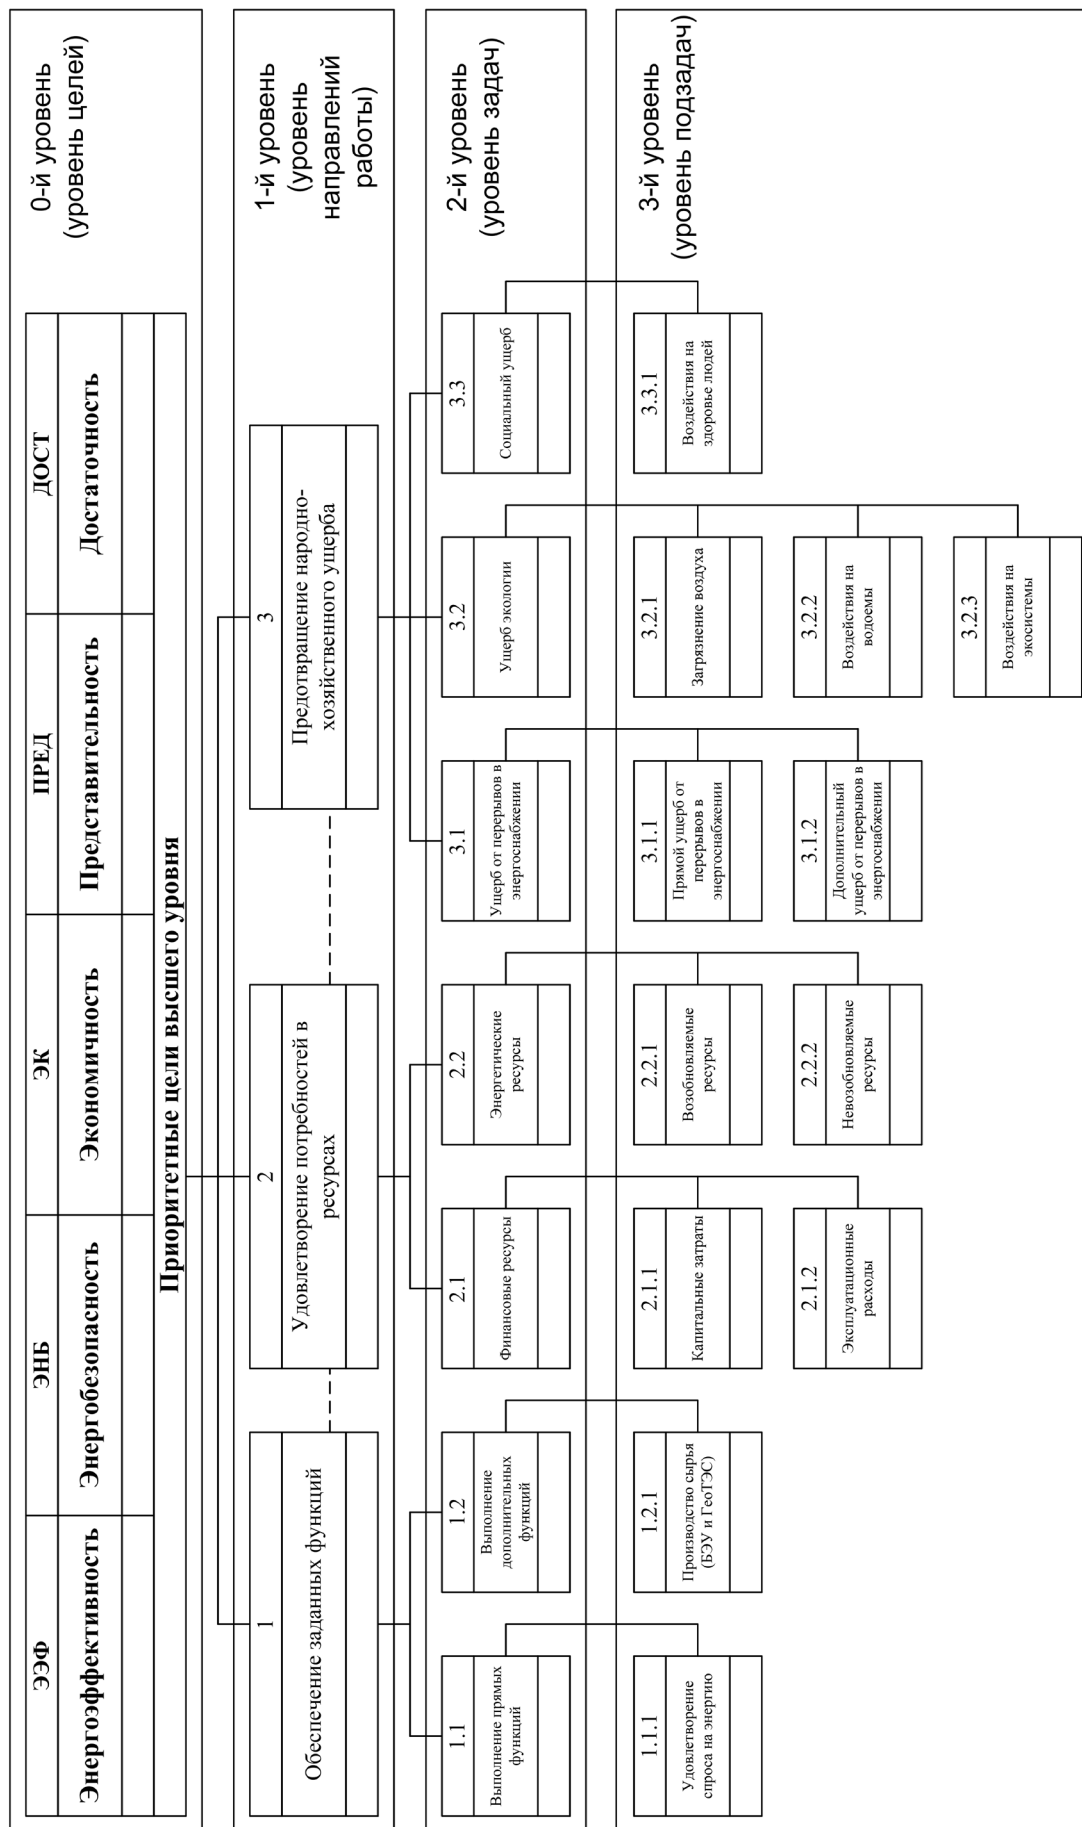 0-й уровень
(уровень целей)
ЭЭФ
ЭНБ
ЭК
ПРЕД
ДОСТ
Энергоэффективность
Энергобезопасность
Экономичность
Представительность
Достаточность
Приоритетные цели высшего уровня
1-й уровень
(уровень
направлений
работы)
1
Обеспечение заданных функций
2
Удовлетворение потребностей в
ресурсах
3
Предотвращение народно-
хозяйственного ущерба
2-й уровень
(уровень задач)
1.1
Выполнение прямых
функций
1.2
Выполнение
дополнительных
функций
2.1
Финансовые ресурсы
2.2
Энергетические
ресурсы
3.1
Ущерб от перерывов в
энергоснабжении
3.2
Ущерб экологии
3.3
Социальный ущерб
3-й уровень
(уровень подзадач)
1.1.1
Удовлетворение
спроса на энергию
1.2.1
Производство сырья
(БЭУ и ГеоТЭС)
2.1.1
Капитальные затраты
2.2.1
Возобновляемые
ресурсы
3.1.1
Прямой ущерб от
перерывов в
энергоснабжении
3.2.1
Загрязнение воздуха
3.3.1
Воздействия на
здоровье людей
2.1.2
Эксплуатационные
расходы
2.2.2
Невозобновляемые
ресурсы
3.1.2
Дополнительный
ущерб от перерывов в
энергоснабжении
3.2.2
Воздействия на
водоемы
3.2.3
Воздействия на
экосистемы